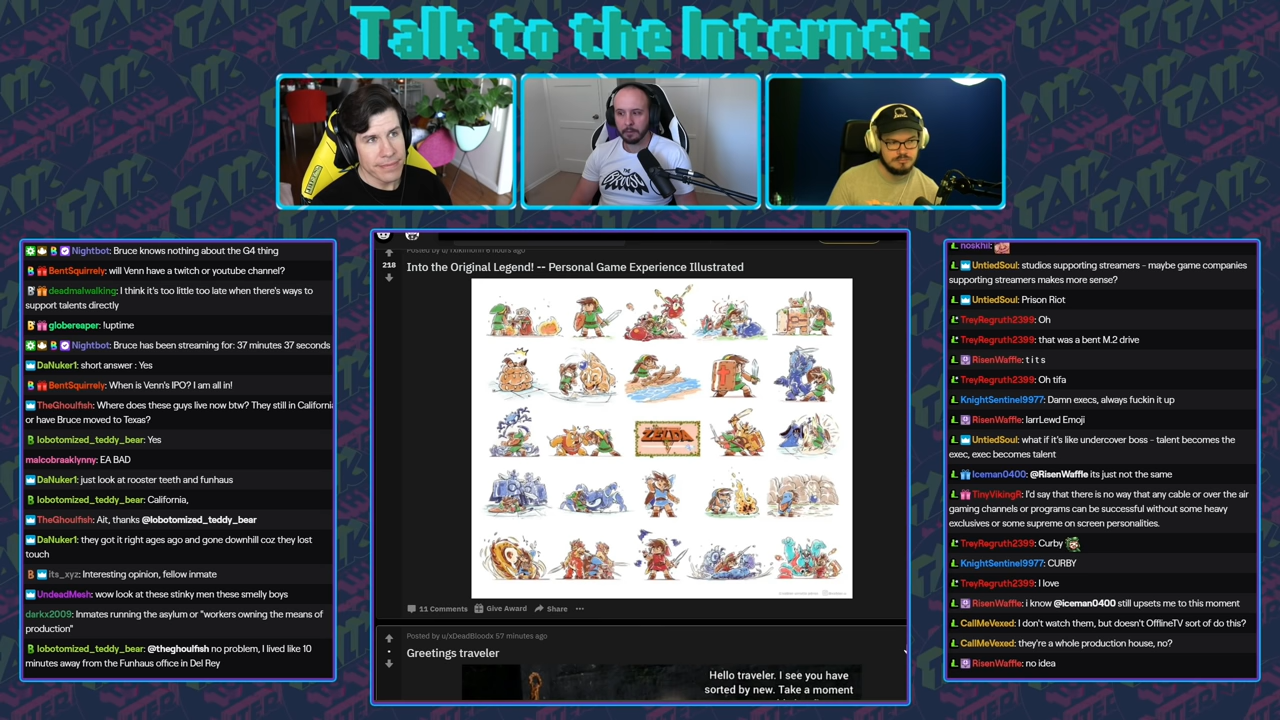 Talk to the Internet
Nightbot: Bruce knows nothing about the G4 thing
BentSquirrely: will Venn have a twitch or youtube channel?
deadmalwalking: I think it's too little too late when there's ways to
support talents directly
globereaper: !uptime
Nightbot: Bruce has been streaming for: 37 minutes 37 seconds
DaNuker1: short answer : Yes
BentSquirrely: When is Venn's IPO? I am all in!
TheGhoulfish: Where does these guys live now btw? They still in California
or have Bruce moved to Texas?
lobotomized_teddy_bear: Yes
malcobraaklynny: EA BAD
DaNuker1: just look at rooster teeth and funhaus
lobotomized_teddy_bear: California,
TheGhoulfish: Ait, thanks @lobotomized_teddy_bear
DaNuker1: they got it right ages ago and gone downhill coz they lost
touch
its_xyz: Interesting opinion, fellow inmate
UndeadMesh: wow look at these stinky men these smelly boys
darkx2009: Inmates running the asylum or "workers owning the means of
production"
lobotomized_teddy_bear: @theghoulfish no problem, I land like 10
minutes away from the Funhaus office in Del Rey
218
Into the Original Legend! -- Personal Game Experience Illustrated
ZELDA
11 Comments Give Award Share
Posted by u/xDeadBloodx 57 minutes ago
Greetings traveler
Hello traveler. I see you have
sorted by new. Take a moment
noskhil:
UntiedSoul: studios supporting streamers - maybe game companies
supporting streamers makes more sense?
UntiedSoul: Prison Riot
TreyRegruth2399: Oh
TreyRegruth2399: that was a bent M.2 drive
RisenWaffle: t i t s
TreyRegruth2399: Oh tifa
KnightSentinel9977: Damn execs, always fuckin it up
RisenWaffle: larrLewd Emoji
UntiedSoul: what if it's like undercover boss - talent becomes the
exec, exec becomes talent
Iceman0400: @RisenWaffle its just not the same
TinyVikingR: I'd say that there is no way that any cable or over the air
gaming channels or programs can be successful without some heavy
exclusives or some supreme on screen personalities.
TreyRegruth2399: Curby
KnightSentinel9977: CURBY
TreyRegruth2399: I love
RisenWaffle: i know @iceman0400 still upsets me to this moment
CallMeVexed: I don't watch them, but doesn't OfflineTV sort of do this?
CallMeVexed: they're a whole production house, no?
RisenWaffle: no idea